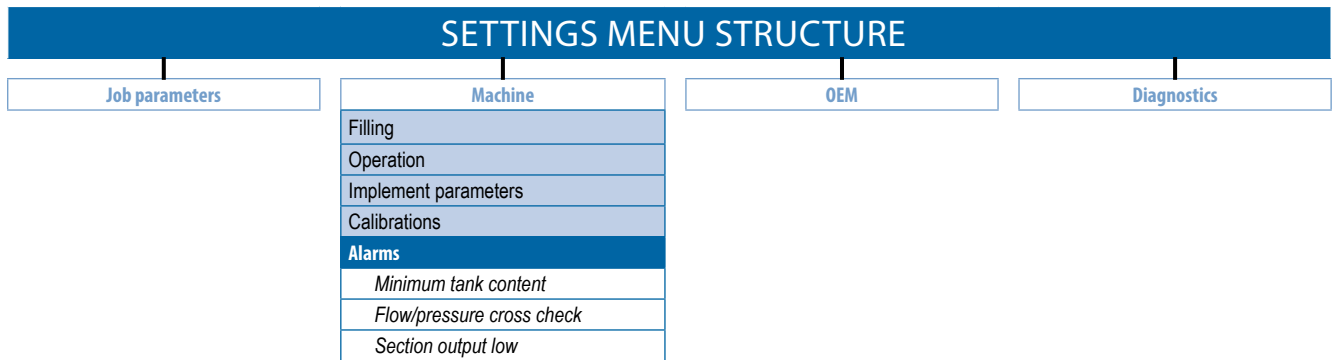 SETTINGS MENU STRUCTURE
Job parameters
Machine
OEM
Diagnostics
Filling
Operation
Implement parameters
Calibrations
Alarms
Minimum tank content
Flow/pressure cross check
Section output low